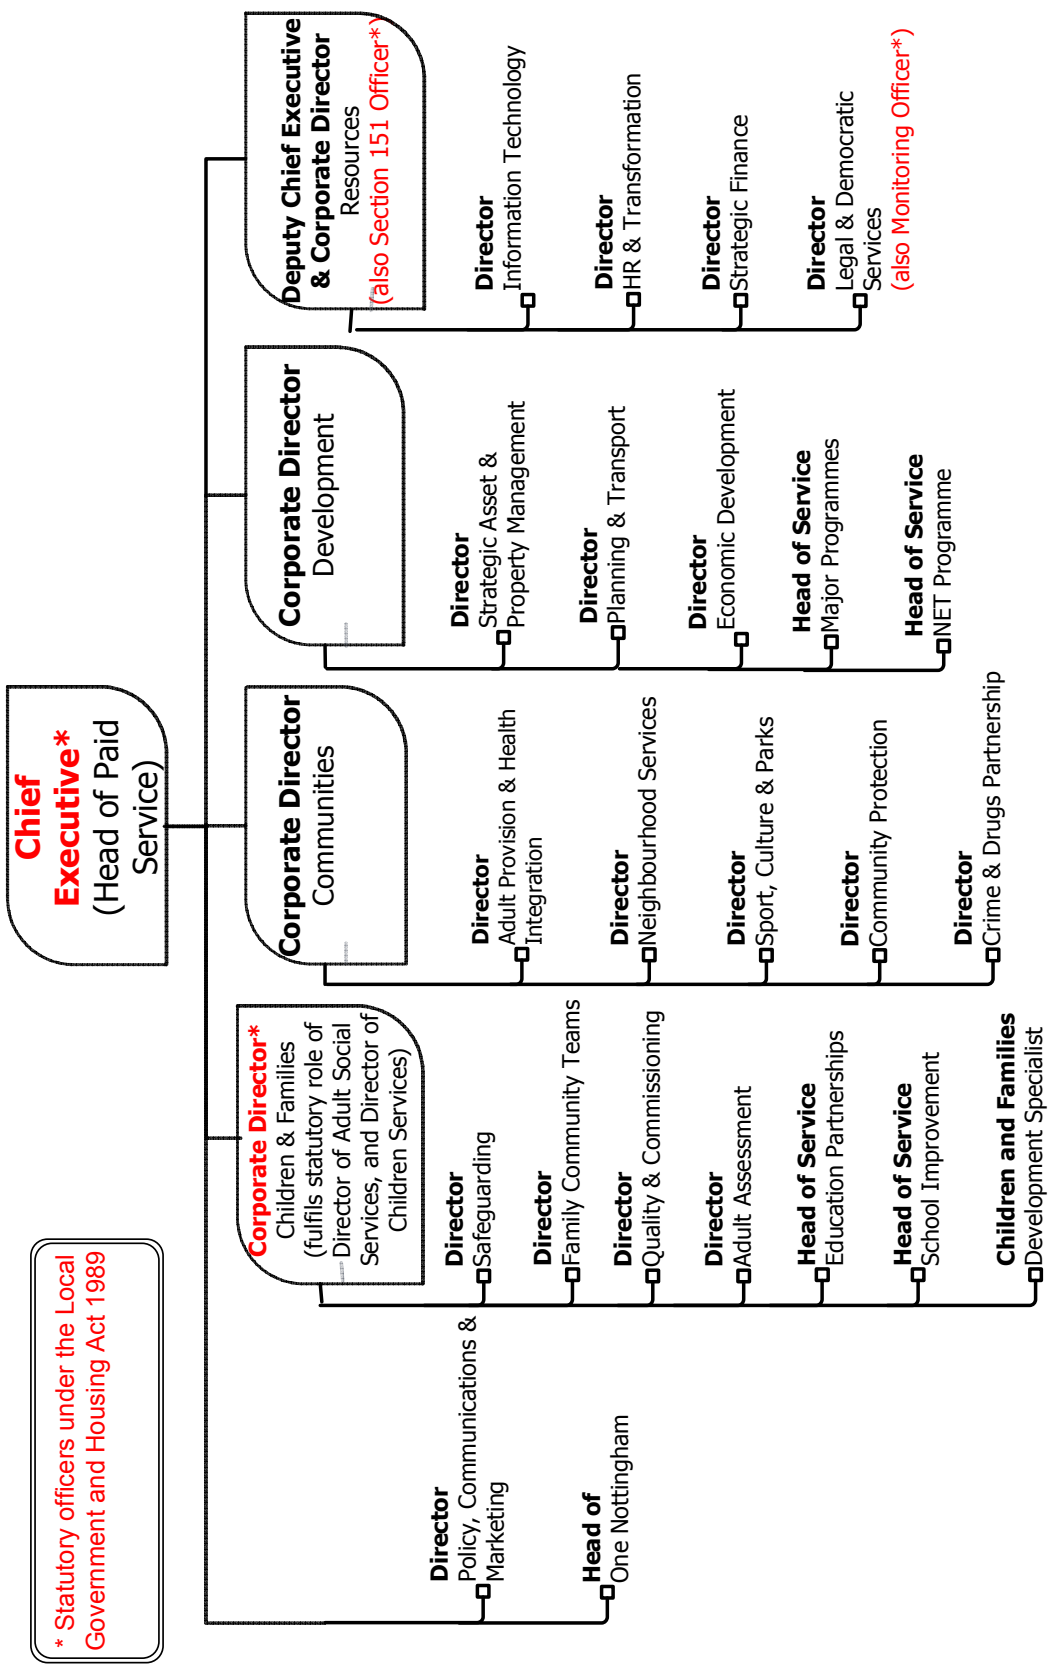 * Statutory officers under the Local
Government and Housing Act 1989
Chief
Executive*
(Head of Paid
Service)
Director
Policy, Communications &
Marketing
Head of
One Nottingham
Corporate Director*
Children & Families
(fulfils statutory role of
Director of Adult Social
Services, and Director of
Children Services)
Director
Safeguarding
Director
Family Community Teams
Director
Quality & Commissioning
Director
Adult Assessment
Head of Service
Education Partnerships
Head of Service
School Improvement
Children and Families
Development Specialist
Corporate Director
Communities
Director
Adult Provision & Health
Integration
Director
Neighbourhood Services
Director
Sport, Culture & Parks
Director
Community Protection
Director
Crime & Drugs Partnership
Corporate Director
Development
Director
Strategic Asset &
Property Management
Director
Planning & Transport
Director
Economic Development
Head of Service
Major Programmes
Head of Service
NET Programme
Deputy Chief Executive
& Corporate Director
Resources
(also Section 151 Officer*)
Director
Information Technology
Director
HR & Transformation
Director
Strategic Finance
Director
Legal & Democratic
Services
(also Monitoring Officer*)